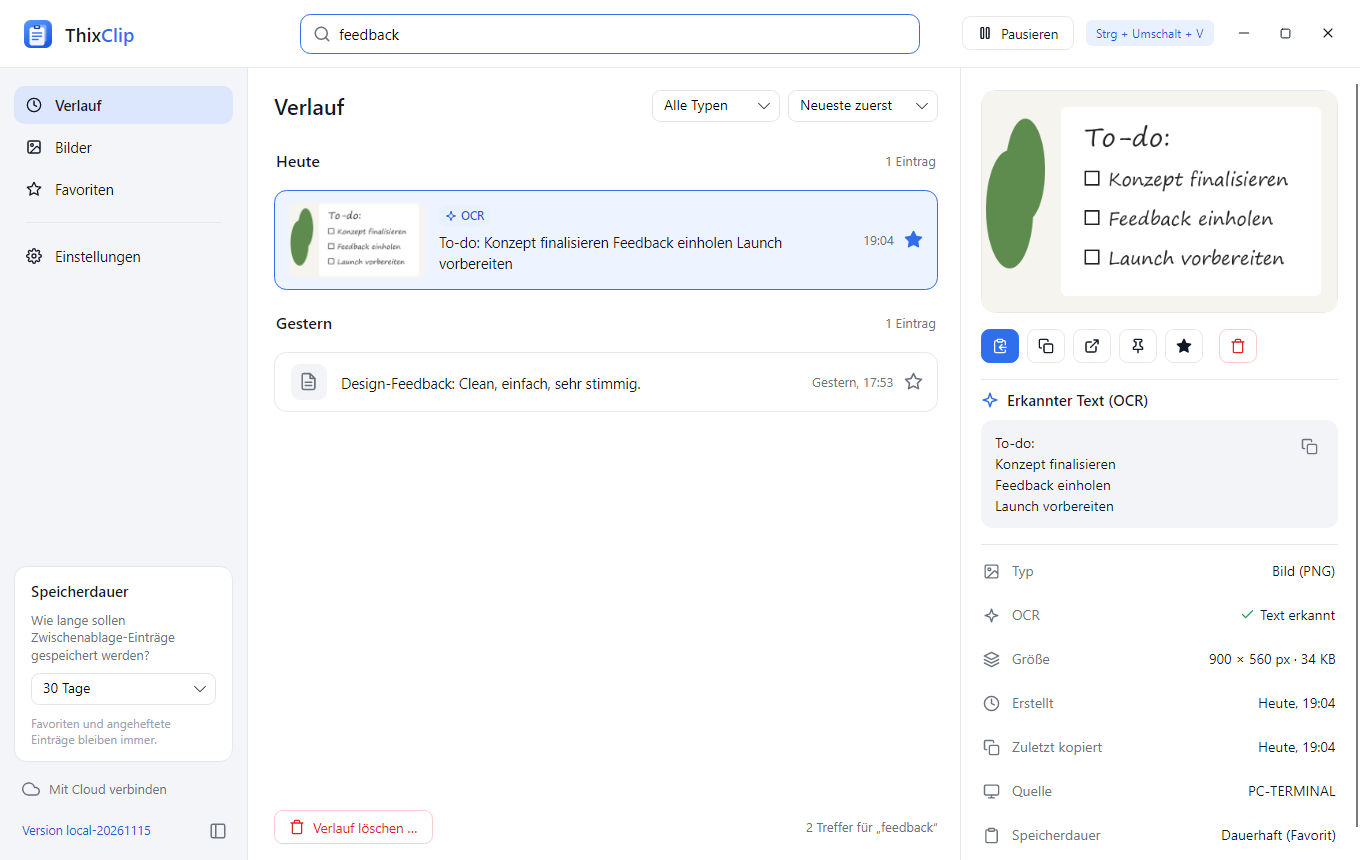 ThixClip
feedback
Pausieren
Strg + Umschalt + V
Verlauf
Bilder
Favoriten
Einstellungen
Speicherdauer
Wie lange sollen
Zwischenablage-Einträge
gespeichert werden?
30 Tage
Favoriten und angeheftete
Einträge bleiben immer.
Mit Cloud verbinden
Version local-20261115
Verlauf
Alle Typen
Neueste zuerst
Heute
1 Eintrag
To-do:
Konzept finalisieren
Feedback einholen
Launch vorbereiten
OCR
To-do: Konzept finalisieren Feedback einholen Launch
vorbereiten
19:04
Gestern
1 Eintrag
Design-Feedback: Clean, einfach, sehr stimmig.
Gestern, 17:53
Verlauf löschen ...
2 Treffer für „feedback“
To-do:
Konzept finalisieren
Feedback einholen
Launch vorbereiten
Erkannter Text (OCR)
To-do:
Konzept finalisieren
Feedback einholen
Launch vorbereiten
Typ Bild (PNG)
OCR Text erkannt
Größe 900 × 560 px · 34 KB
Erstellt Heute, 19:04
Zuletzt kopiert Heute, 19:04
Quelle PC-TERMINAL
Speicherdauer Dauerhaft (Favorit)